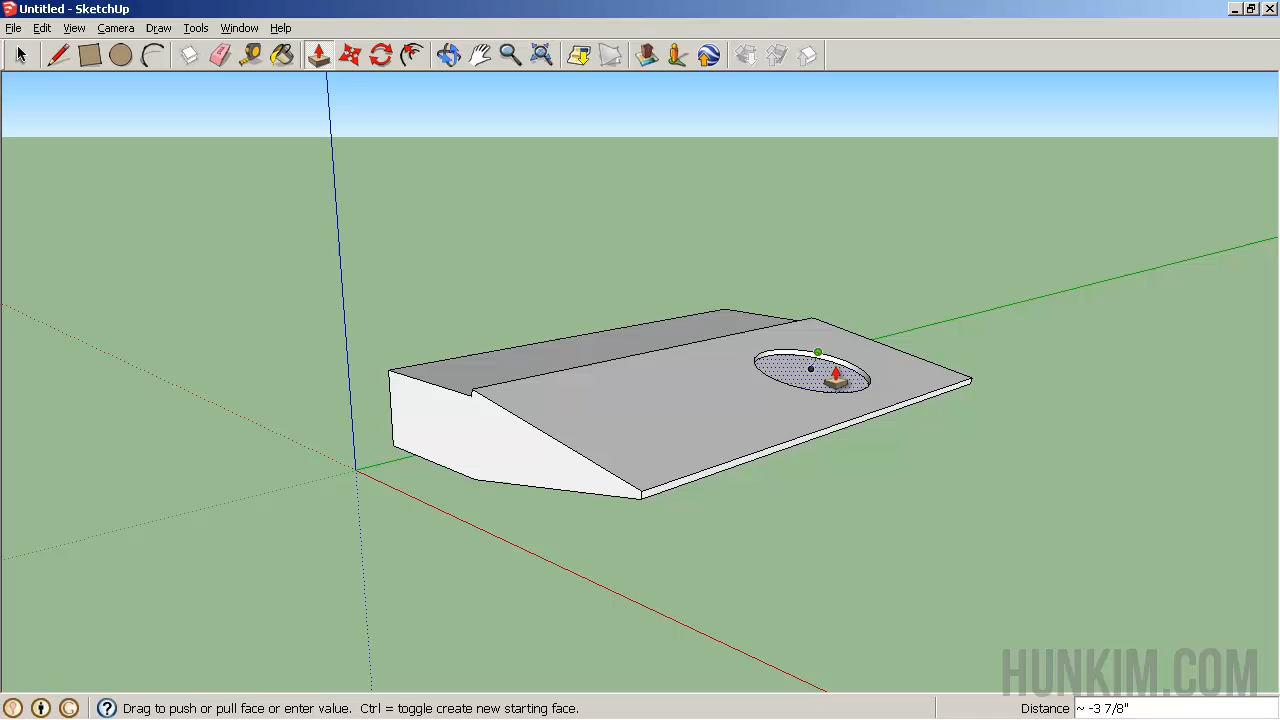 Untitled - SketchUp
File Edit View Camera Draw Tools Window Help
HUNKIM.COM
Drag to push or pull face or enter value. Ctrl = toggle create new starting face. Distance ~ -3 7/8"